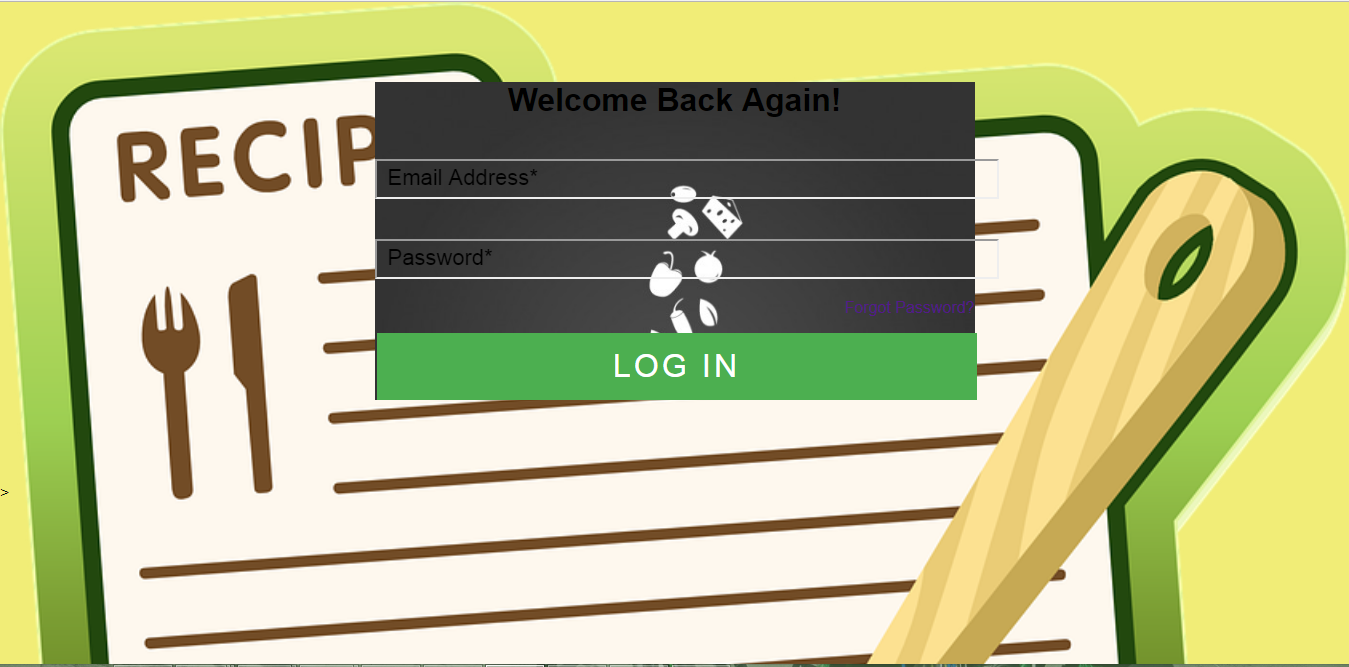 Welcome Back Again!
RECIP
Email Address*
Password*
Forgot Password?
LOG IN
>